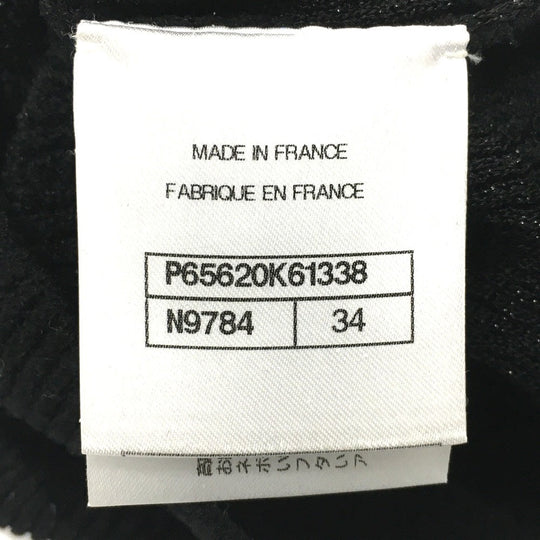 MADE IN FRANCE
FABRIQUE EN FRANCE
P65620K61338
N9784 34